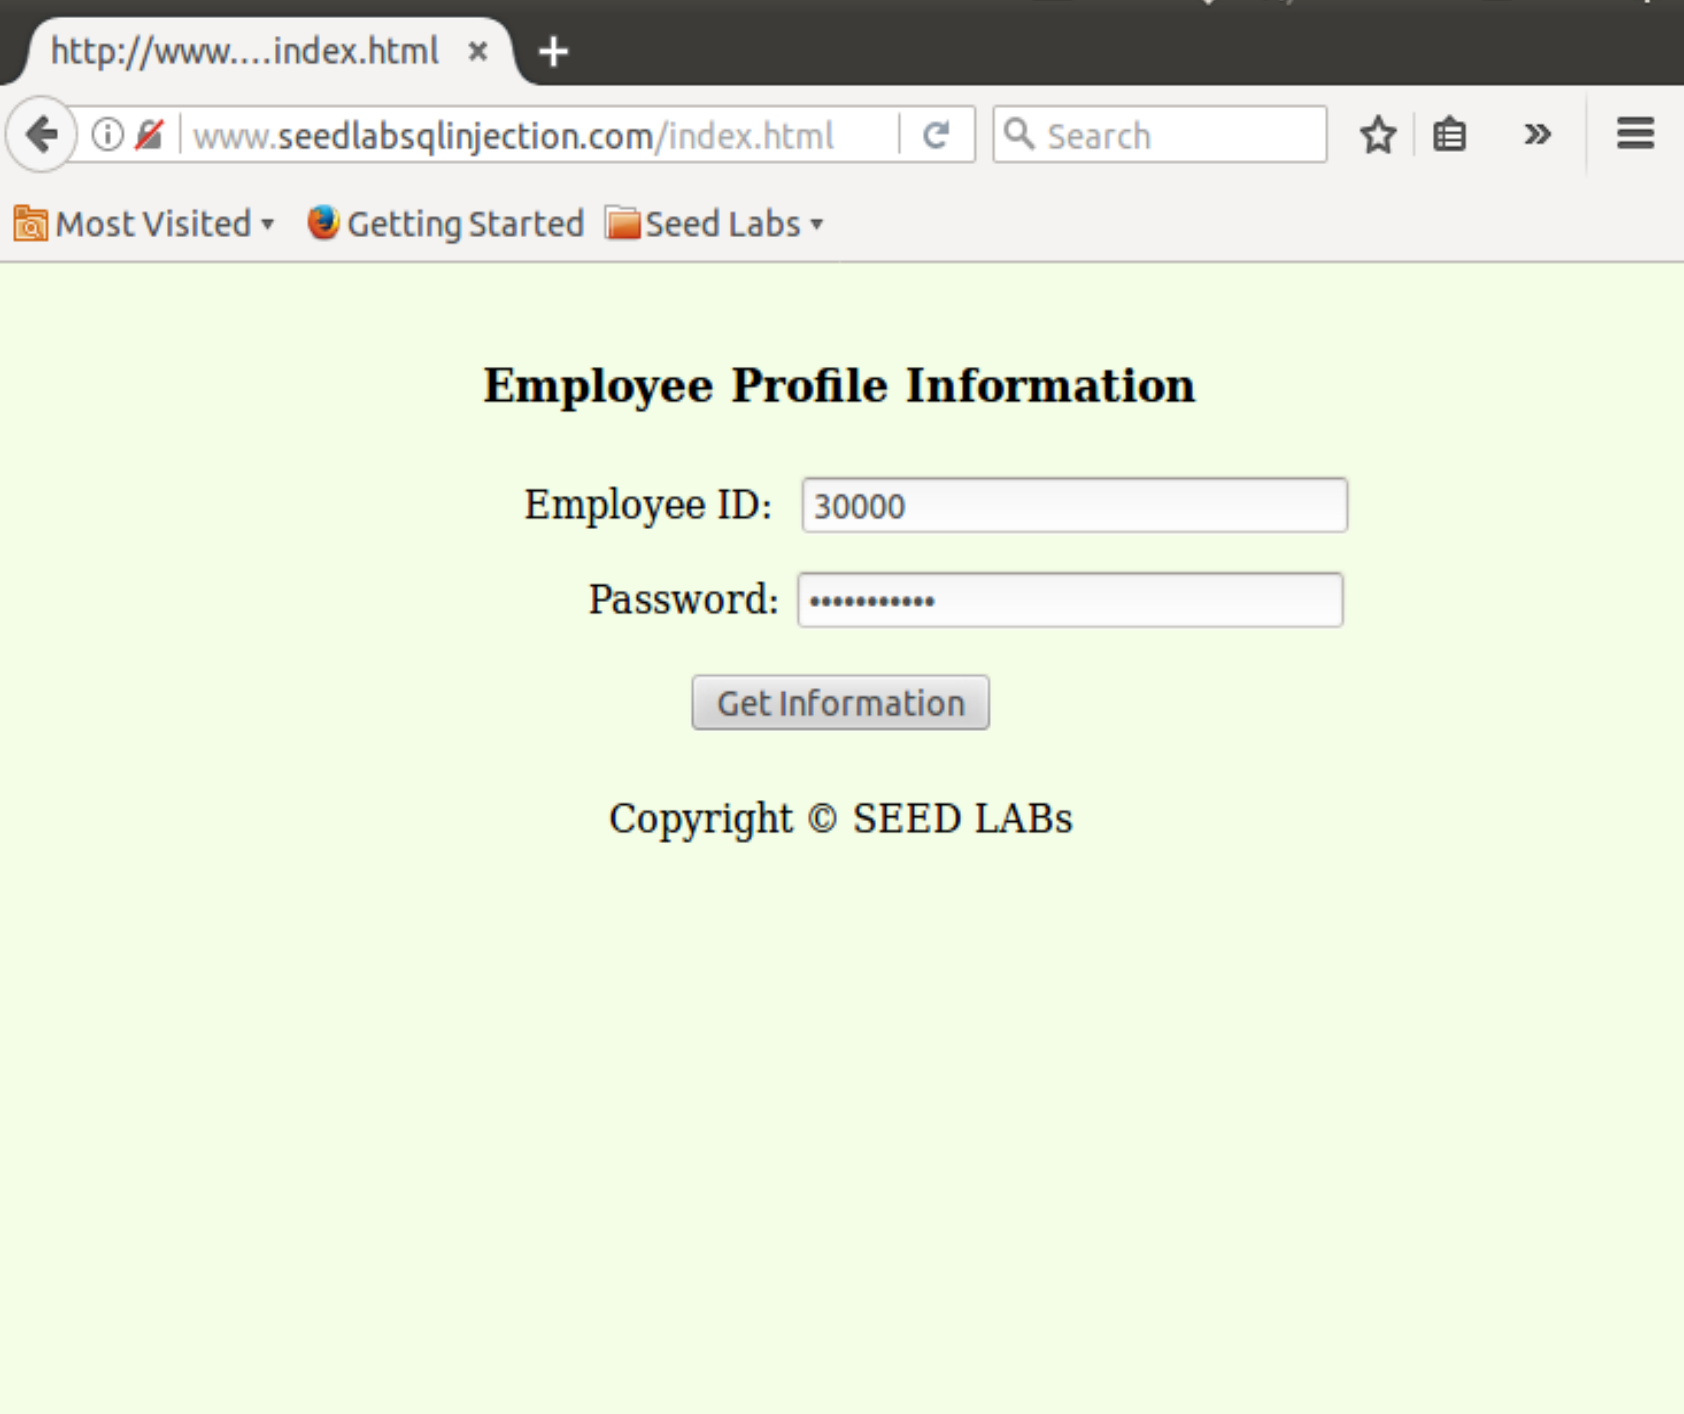 http://www....index.html
www.seedlabsqlinjection.com/index.html Search
Most Visited Getting Started Seed Labs
Employee Profile Information
Employee ID: 30000
Password: •••••••••••
Get Information
Copyright © SEED LABs